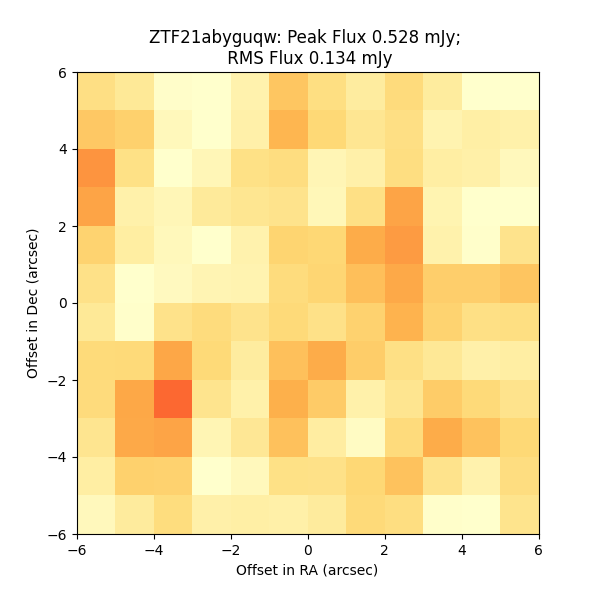 ZTF21abyguqw: Peak Flux 0.528 mJy;
RMS Flux 0.134 mJy
6
4
2
0
−2
−4
−6
Offset in Dec (arcsec)
−6 −4 −2 0 2 4 6
Offset in RA (arcsec)